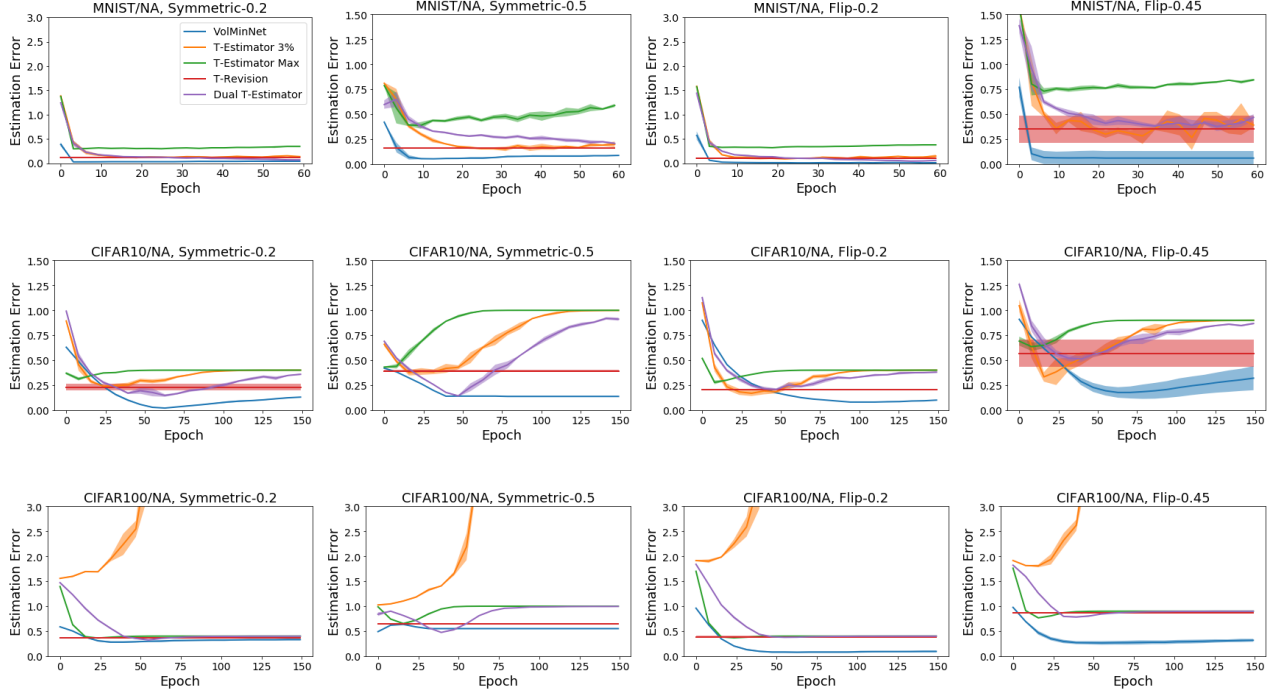 MNIST/NA, Symmetric-0.2
MNIST/NA, Symmetric-0.5
MNIST/NA, Flip-0.2
MNIST/NA, Flip-0.45
Estimation Error
3.0
2.5
2.0
1.5
1.0
0.5
0.0
VolMinNet
T-Estimator 3%
T-Estimator Max
T-Revision
Dual T-Estimator
0 10 20 30 40 50 60
Epoch
Estimation Error
1.50
1.25
1.00
0.75
0.50
0.25
0.00
0 10 20 30 40 50 60
Epoch
Estimation Error
3.0
2.5
2.0
1.5
1.0
0.5
0.0
0 10 20 30 40 50 60
Epoch
Estimation Error
1.50
1.25
1.00
0.75
0.50
0.25
0.00
0 10 20 30 40 50 60
Epoch
CIFAR10/NA, Symmetric-0.2
CIFAR10/NA, Symmetric-0.5
CIFAR10/NA, Flip-0.2
CIFAR10/NA, Flip-0.45
Estimation Error
1.50
1.25
1.00
0.75
0.50
0.25
0.00
0 25 50 75 100 125 150
Epoch
Estimation Error
1.50
1.25
1.00
0.75
0.50
0.25
0.00
0 25 50 75 100 125 150
Epoch
Estimation Error
1.50
1.25
1.00
0.75
0.50
0.25
0.00
0 25 50 75 100 125 150
Epoch
Estimation Error
1.50
1.25
1.00
0.75
0.50
0.25
0.00
0 25 50 75 100 125 150
Epoch
CIFAR100/NA, Symmetric-0.2
CIFAR100/NA, Symmetric-0.5
CIFAR100/NA, Flip-0.2
CIFAR100/NA, Flip-0.45
Estimation Error
3.0
2.5
2.0
1.5
1.0
0.5
0.0
0 25 50 75 100 125 150
Epoch
Estimation Error
3.0
2.5
2.0
1.5
1.0
0.5
0.0
0 25 50 75 100 125 150
Epoch
Estimation Error
3.0
2.5
2.0
1.5
1.0
0.5
0.0
0 25 50 75 100 125 150
Epoch
Estimation Error
3.0
2.5
2.0
1.5
1.0
0.5
0.0
0 25 50 75 100 125 150
Epoch